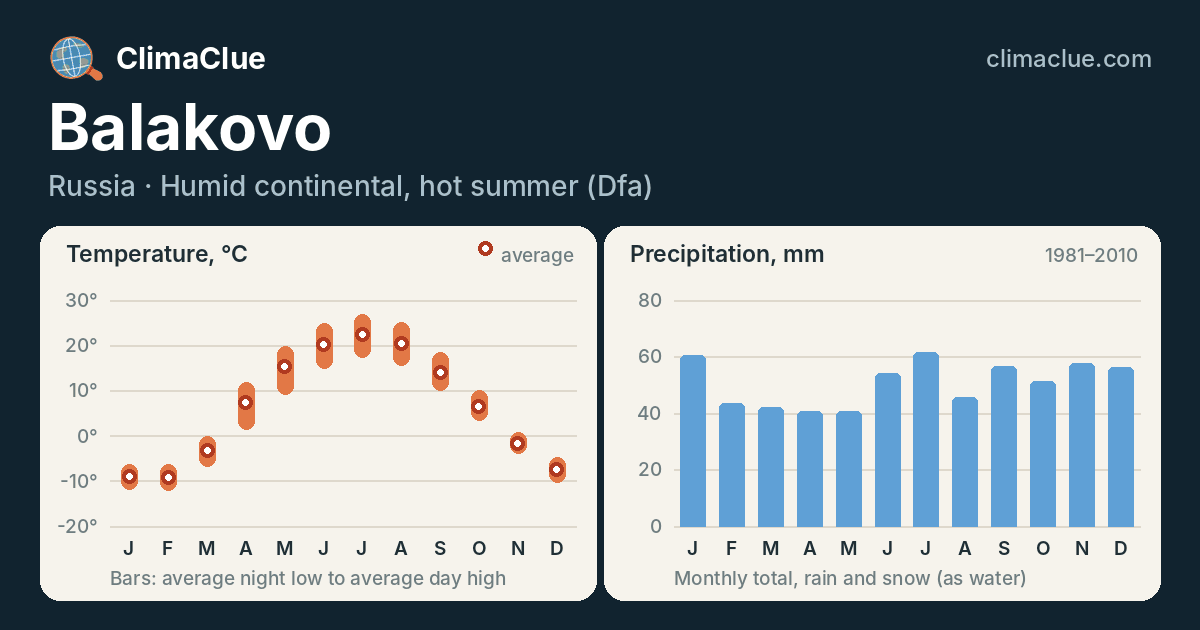 ClimaClue
climaclue.com
Balakovo
Russia · Humid continental, hot summer (Dfa)
Temperature, °C
average
30°
20°
10°
0°
-10°
-20°
J F M A M J J A S O N D
Bars: average night low to average day high
Precipitation, mm
1981–2010
80
60
40
20
0
J F M A M J J A S O N D
Monthly total, rain and snow (as water)